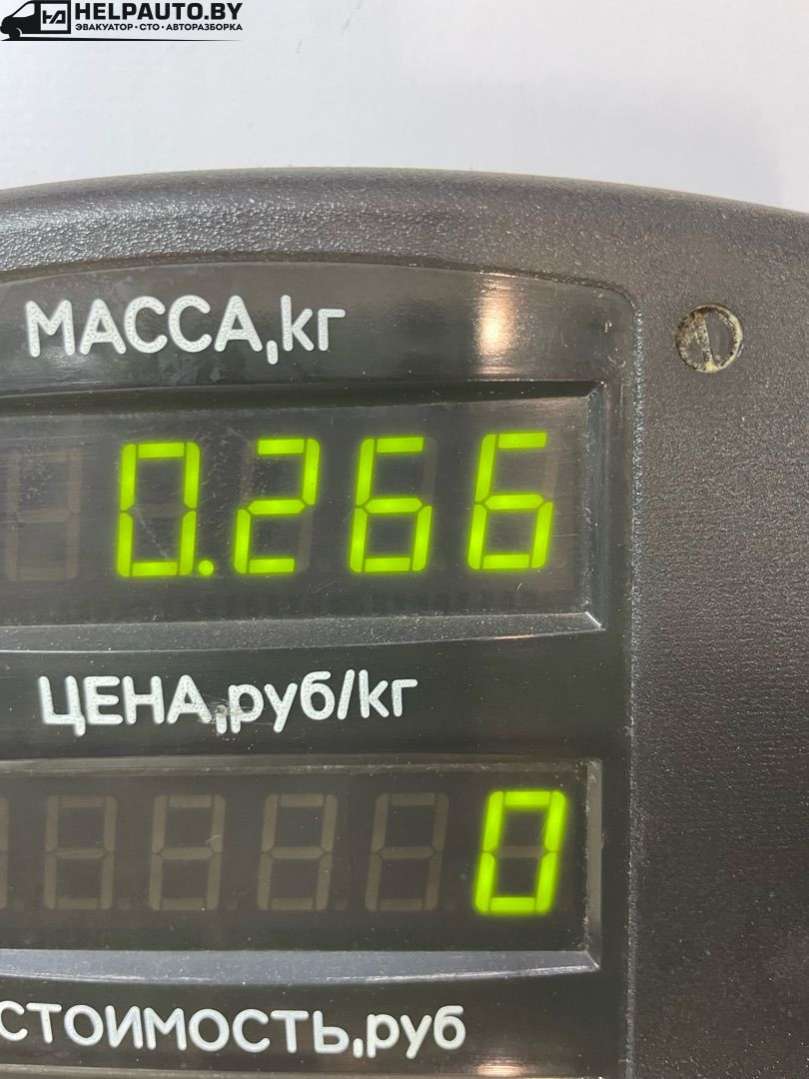 HELPAUTO.BY
ЭВАКУАТОР • СТО • АВТОРАЗБОРКА
МАССА,кг
0.266
ЦЕНА,руб/кг
0
СТОИМОСТЬ,руб